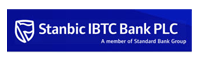 Stanbic IBTC Bank PLC
A member of Standard Bank Group